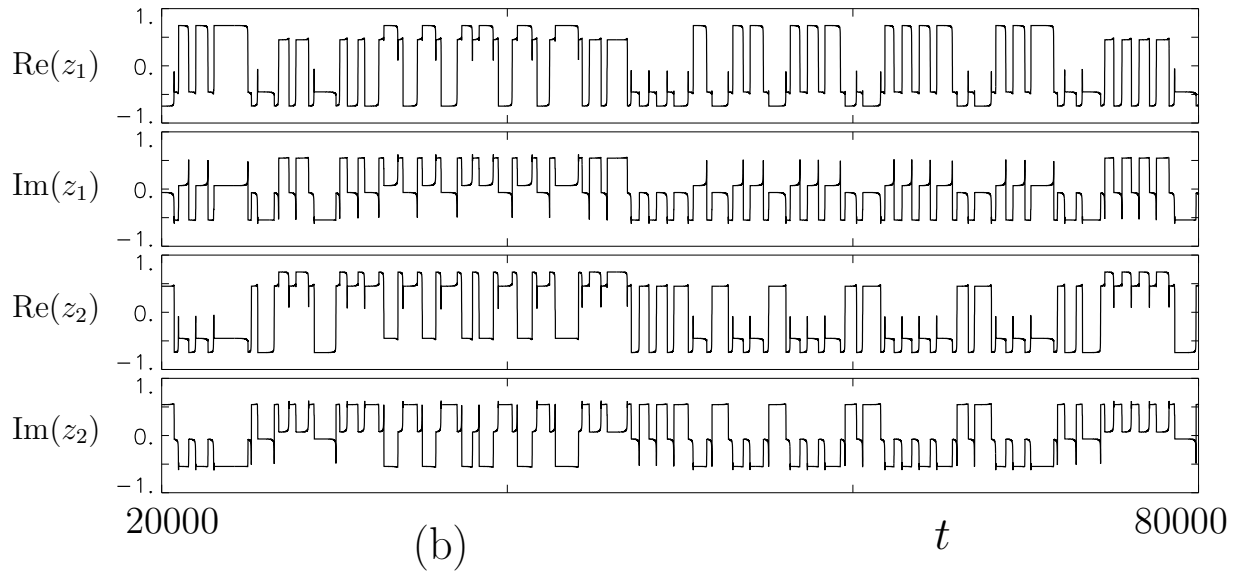 1.
Re(z₁) 0.
−1.
1.
Im(z₁) 0.
−1.
1.
Re(z₂) 0.
−1.
1.
Im(z₂) 0.
−1.
20000 (b) t 80000